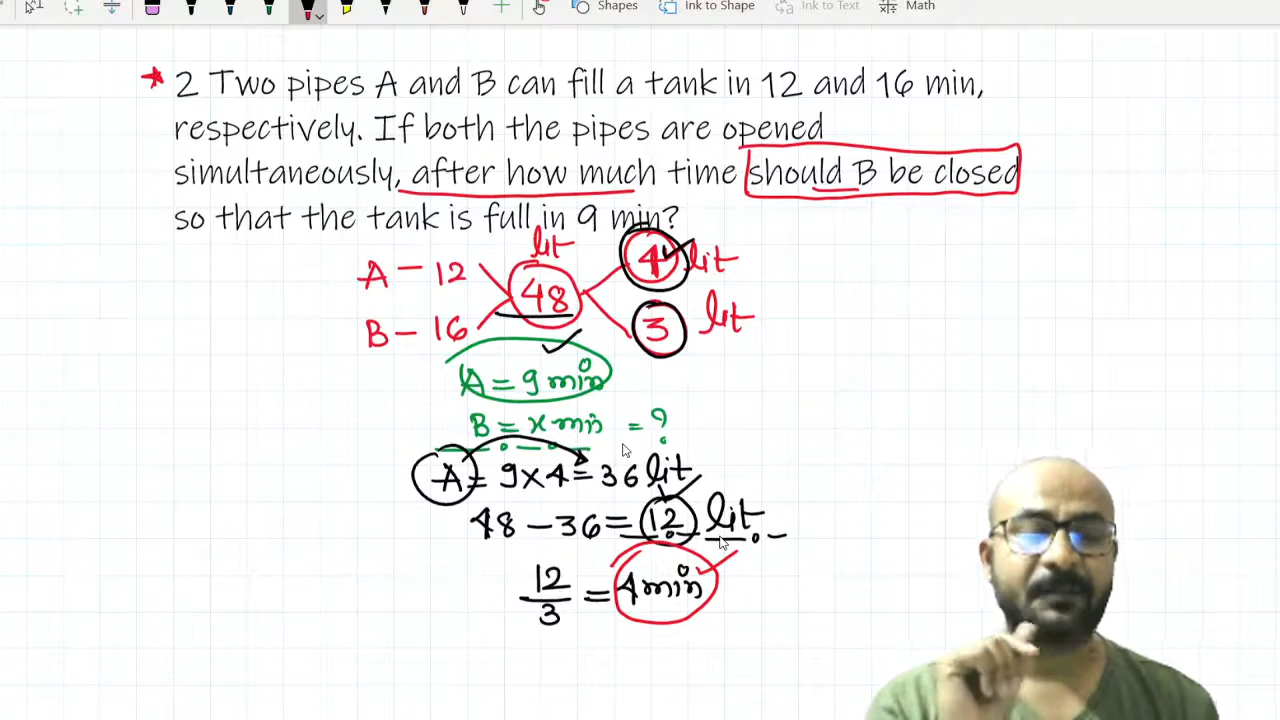 Shapes Ink to Shape Ink to Text Math
* 2 Two pipes A and B can fill a tank in 12 and 16 min,
respectively. If both the pipes are opened
simultaneously, after how much time should B be closed
so that the tank is full in 9 min?
lit
A - 12 48 4 lit
B - 16 3 lit
A = 9 min
B = x min = ?
A = 9 x 4 = 36 lit
48 - 36 = 12 lit
12/3 = 4 min